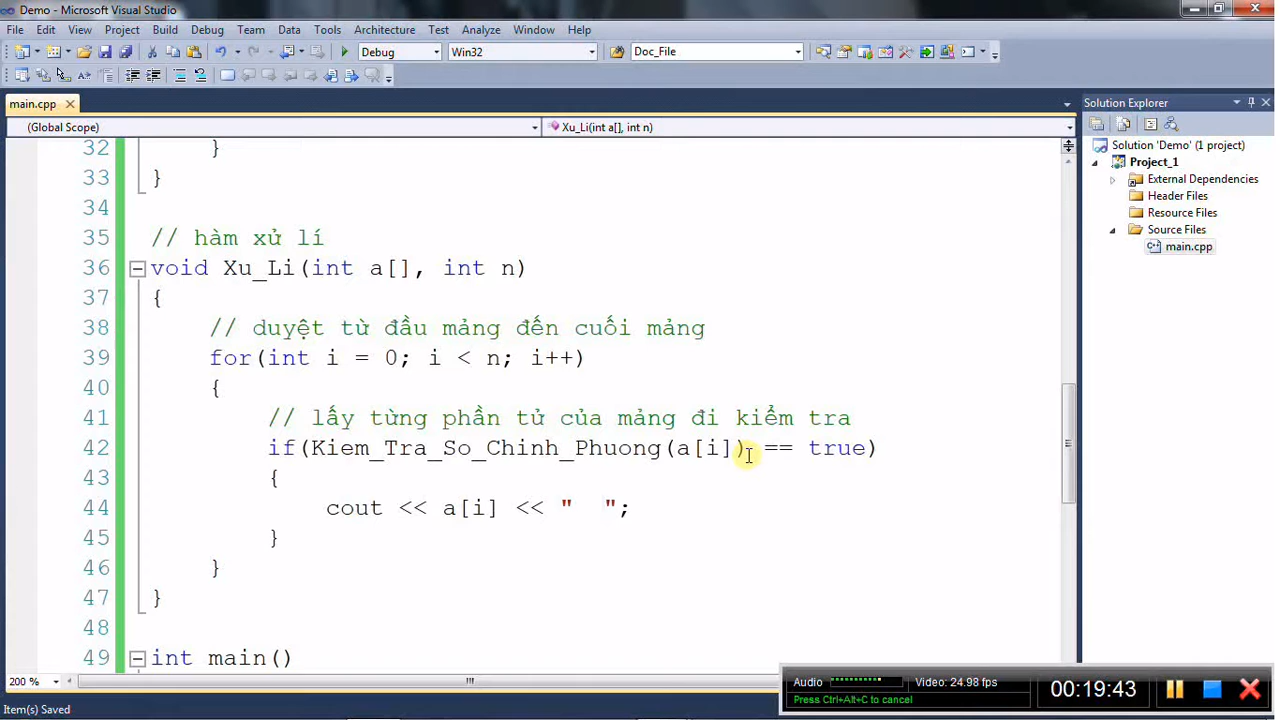 Demo - Microsoft Visual Studio
File Edit View Project Build Debug Team Data Tools Architecture Test Analyze Window Help
Debug Win32 Doc_File
main.cpp
(Global Scope) Xu_Li(int a[], int n)
32 }
33 }
34
35 // hàm xử lí
36 void Xu_Li(int a[], int n)
37 {
38 // duyệt từ đầu mảng đến cuối mảng
39 for(int i = 0; i < n; i++)
40 {
41 // lấy từng phần tử của mảng đi kiểm tra
42 if(Kiem_Tra_So_Chinh_Phuong(a[i]) == true)
43 {
44 cout << a[i] << "  ";
45 }
46 }
47 }
48
49 int main()
200 %
Item(s) Saved
Solution Explorer
Solution 'Demo' (1 project)
Project_1
External Dependencies
Header Files
Resource Files
Source Files
main.cpp
Audio Video: 24.98 fps
Press Ctrl+Alt+C to cancel
00:19:43